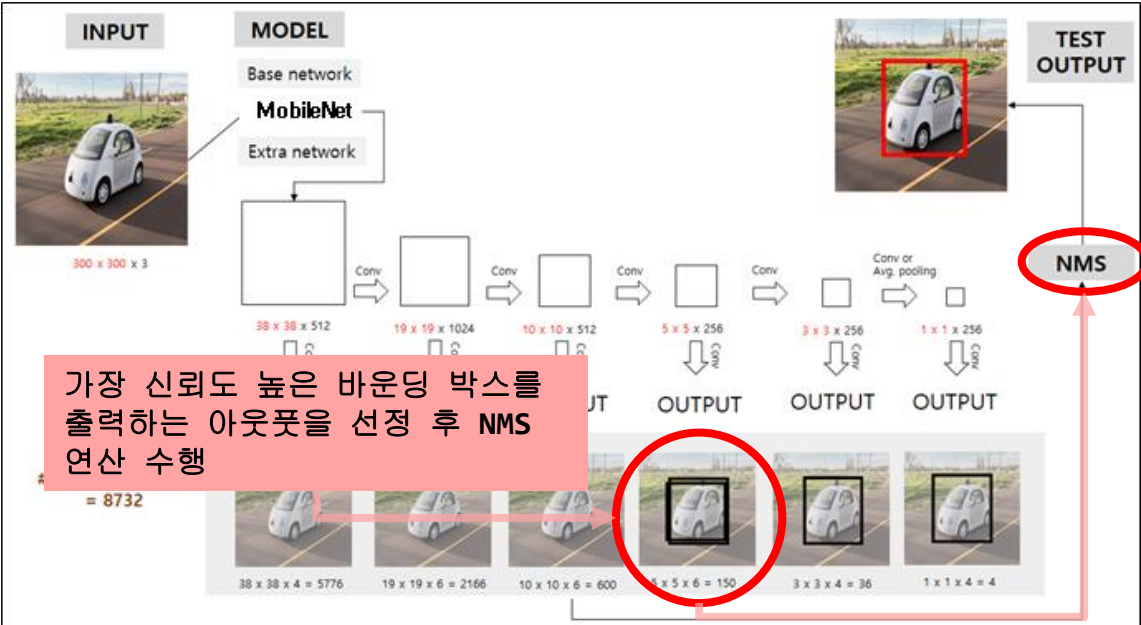 INPUT
MODEL
TEST
OUTPUT
Base network
MobileNet
Extra network
300 x 300 x 3
NMS
Conv
Conv
Conv
Conv
Conv or
Avg. pooling
38 x 38 x 512
19 x 19 x 1024
10 x 10 x 512
5 x 5 x 256
3 x 3 x 256
1 x 1 x 256
Conv
Conv
Conv
가장 신뢰도 높은 바운딩 박스를
출력하는 아웃풋을 선정 후 NMS
연산 수행
OUTPUT
OUTPUT
OUTPUT
= 8732
38 x 38 x 4 = 5776
19 x 19 x 6 = 2166
10 x 10 x 6 = 600
5 x 5 x 6 = 150
3 x 3 x 4 = 36
1 x 1 x 4 = 4